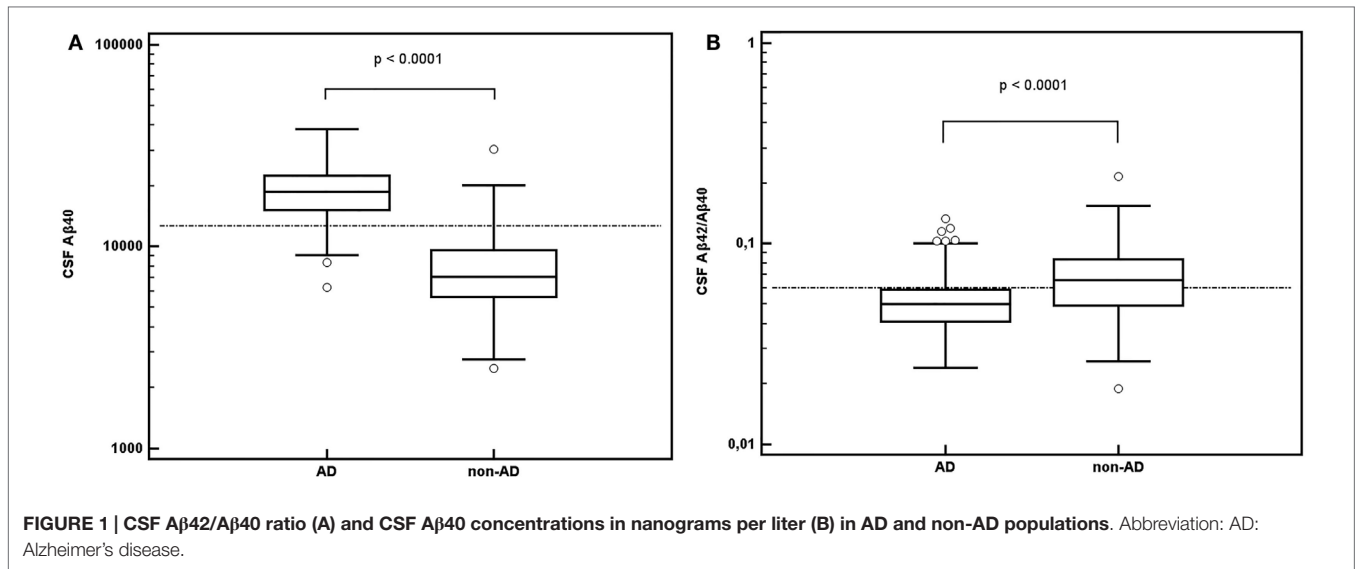 A
100000
10000
1000
CSF Aβ40
p < 0.0001
AD
non-AD
B
1
0,1
0,01
CSF Aβ42/Aβ40
p < 0.0001
AD
non-AD
FIGURE 1 | CSF Aβ42/Aβ40 ratio (A) and CSF Aβ40 concentrations in nanograms per liter (B) in AD and non-AD populations. Abbreviation: AD:
Alzheimer's disease.